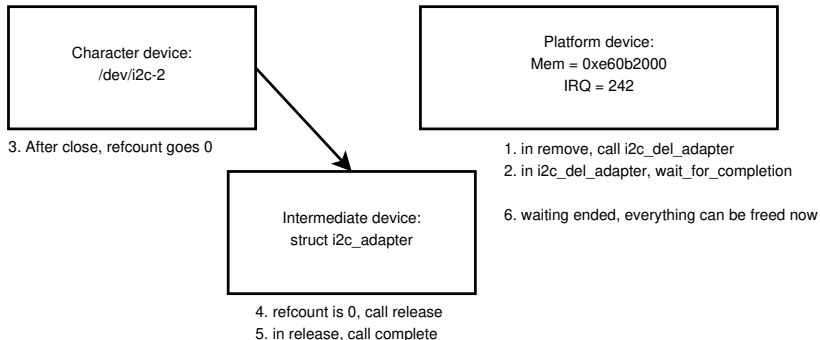 Character device:
/dev/i2c-2
3. After close, refcount goes 0
Platform device:
Mem = 0xe60b2000
IRQ = 242
1. in remove, call i2c_del_adapter
2. in i2c_del_adapter, wait_for_completion
6. waiting ended, everything can be freed now
Intermediate device:
struct i2c_adapter
4. refcount is 0, call release
5. in release, call complete